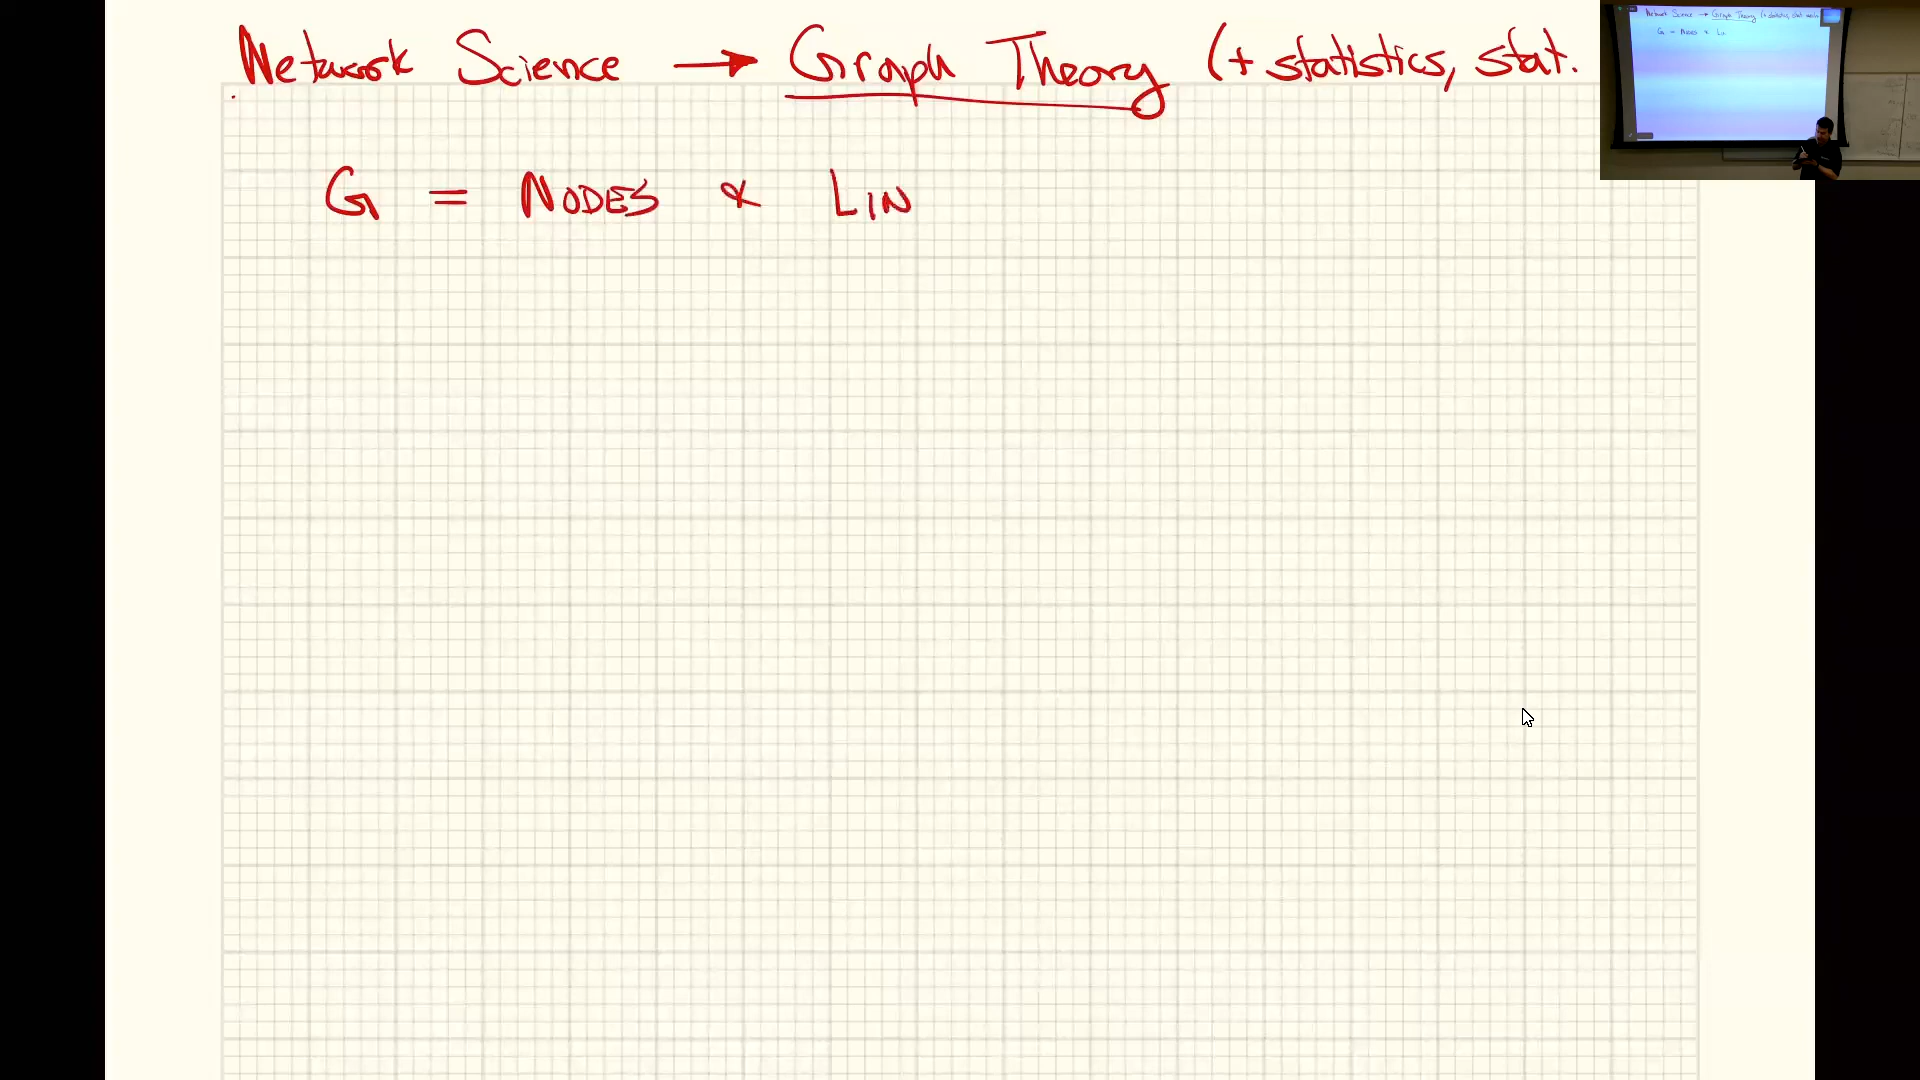 Network Science → Graph Theory (+ statistics, stat.
G = NODES & LIN